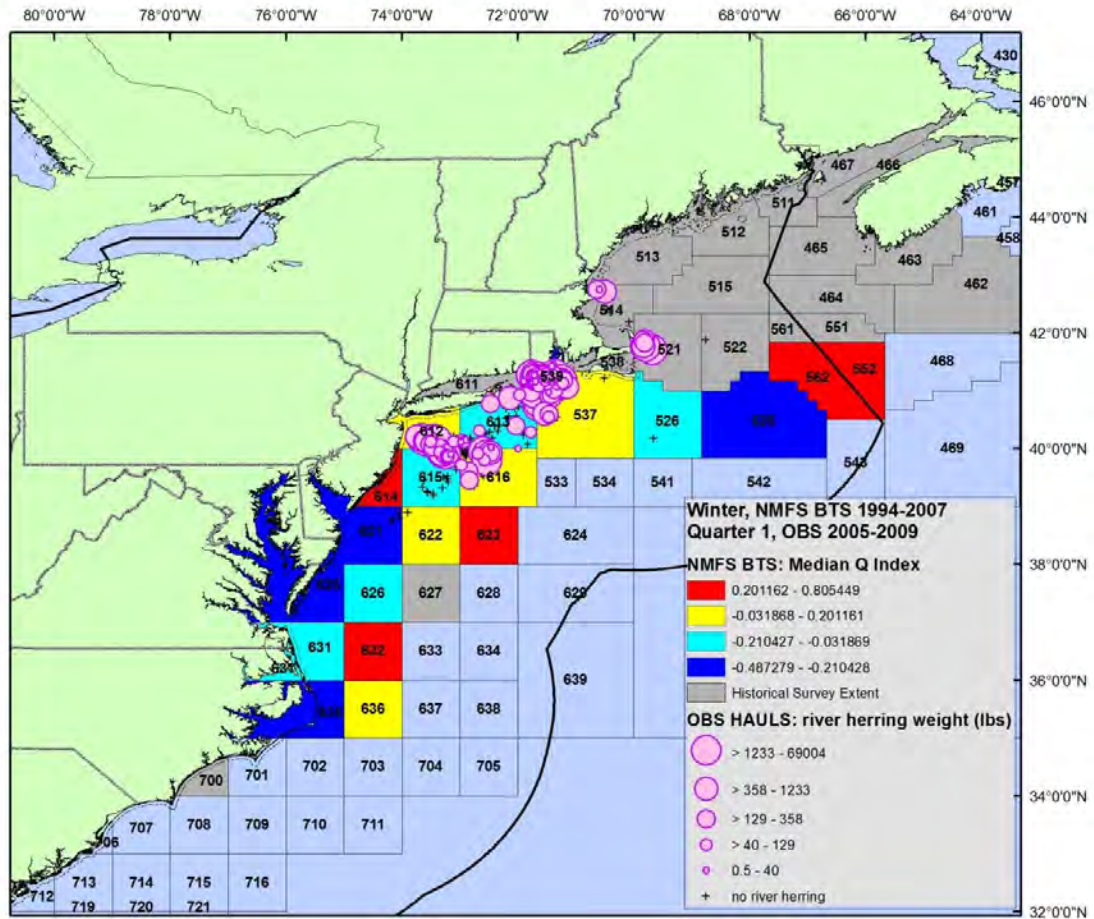 80°0'0"W 78°0'0"W 76°0'0"W 74°0'0"W 72°0'0"W 70°0'0"W 68°0'0"W 66°0'0"W 64°0'0"W
430
46°0'0"N
467 466
457
511
461
44°0'0"N
512
458
465 463
513
462
515
464
514
561 551
42°0'0"N
521 522
538
468
539
562 552
611
537
612 613 526
40°0'0"N
615 616
469
614
533 534 541 542 543
622 623 624
38°0'0"N
626 627 628 629
631 632 633 634
639
36°0'0"N
636 637 638
700 701 702 703 704 705
34°0'0"N
707 708 709 710 711
706
712 713 714 715 716
719 720 721
32°0'0"N
Winter, NMFS BTS 1994-2007
Quarter 1, OBS 2005-2009
NMFS BTS: Median Q Index
0.201162 - 0.805449
-0.031868 - 0.201161
-0.210427 - -0.031869
-0.487279 - -0.210428
Historical Survey Extent
OBS HAULS: river herring weight (lbs)
> 1233 - 69004
> 358 - 1233
> 129 - 358
> 40 - 129
0.5 - 40
no river herring